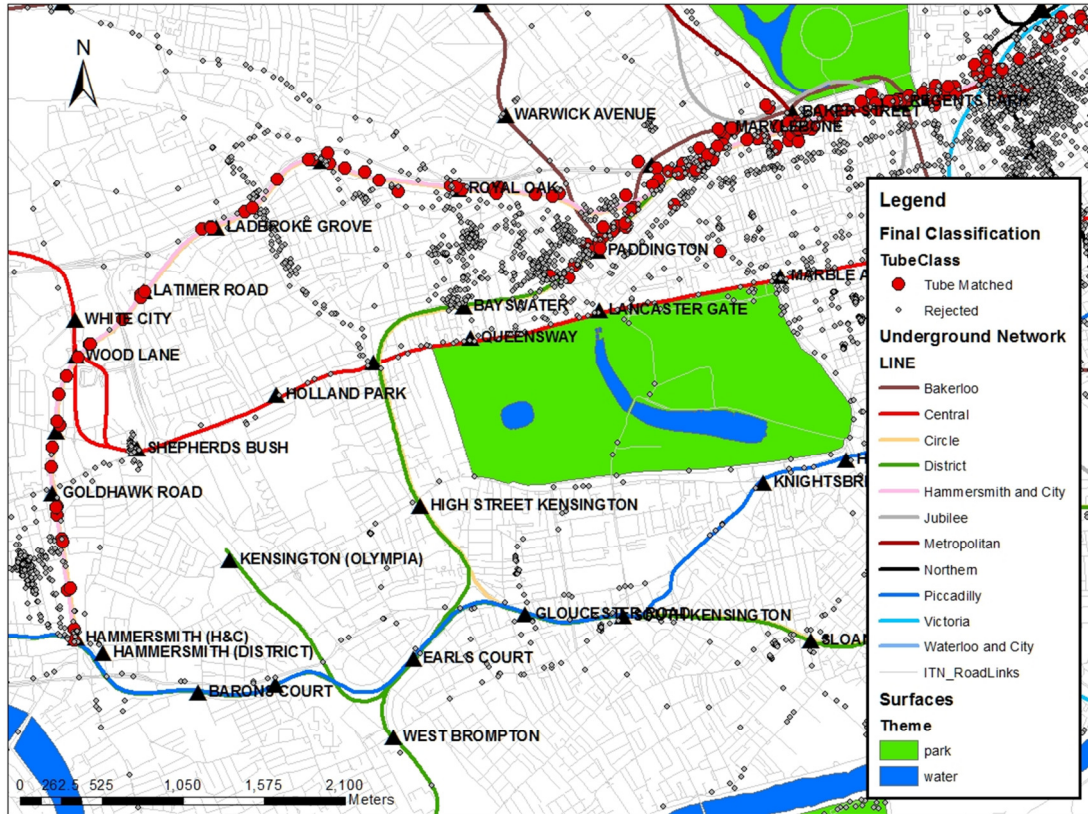 N
WARWICK AVENUE
BAKER STREET
REGENTS PARK
MARYLEBONE
ROYAL OAK
LADBROKE GROVE
PADDINGTON
MARBLE A
LATIMER ROAD
BAYSWATER
LANCASTER GATE
WHITE CITY
QUEENSWAY
WOOD LANE
HOLLAND PARK
SHEPHERDS BUSH
H
KNIGHTSBRI
GOLDHAWK ROAD
HIGH STREET KENSINGTON
KENSINGTON (OLYMPIA)
GLOUCESTER ROAD
SOUTH KENSINGTON
SLOAN
HAMMERSMITH (H&C)
HAMMERSMITH (DISTRICT)
EARLS COURT
BARONS COURT
WEST BROMPTON
0 262.5 525 1,050 1,575 2,100
Meters
Legend
Final Classification
TubeClass
Tube Matched
Rejected
Underground Network
LINE
Bakerloo
Central
Circle
District
Hammersmith and City
Jubilee
Metropolitan
Northern
Piccadilly
Victoria
Waterloo and City
ITN_RoadLinks
Surfaces
Theme
park
water